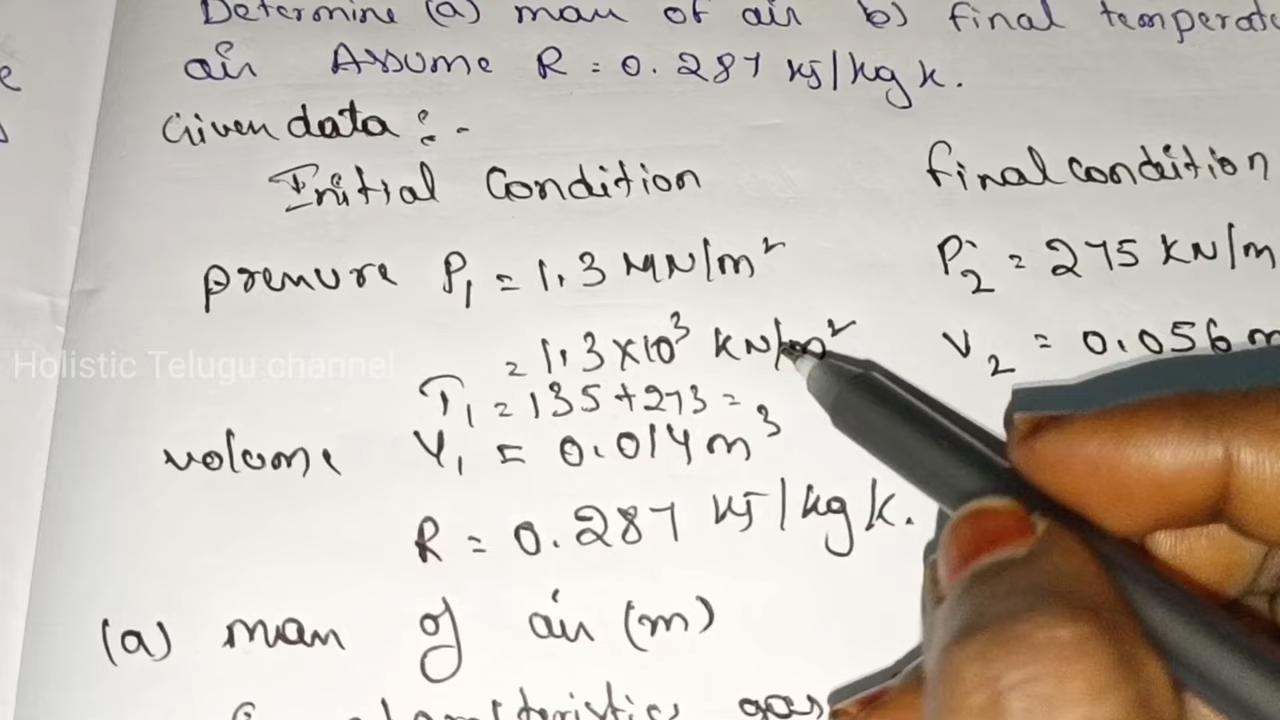 Determine (a) mass of air b) final temperat
air Assume R = 0.287 kJ/kg k.
Given data :-
Initial Condition
final condition
pressure P₁ = 1.3 MN/m²
P₂ = 275 KN/m
= 1.3×10³ KN/m²
V₂ = 0.056 m
T₁ = 135+273 =
volume V₁ = 0.014 m³
R = 0.287 kJ/kg k.
(a) mass of air (m)
gas
Holistic Telugu channel